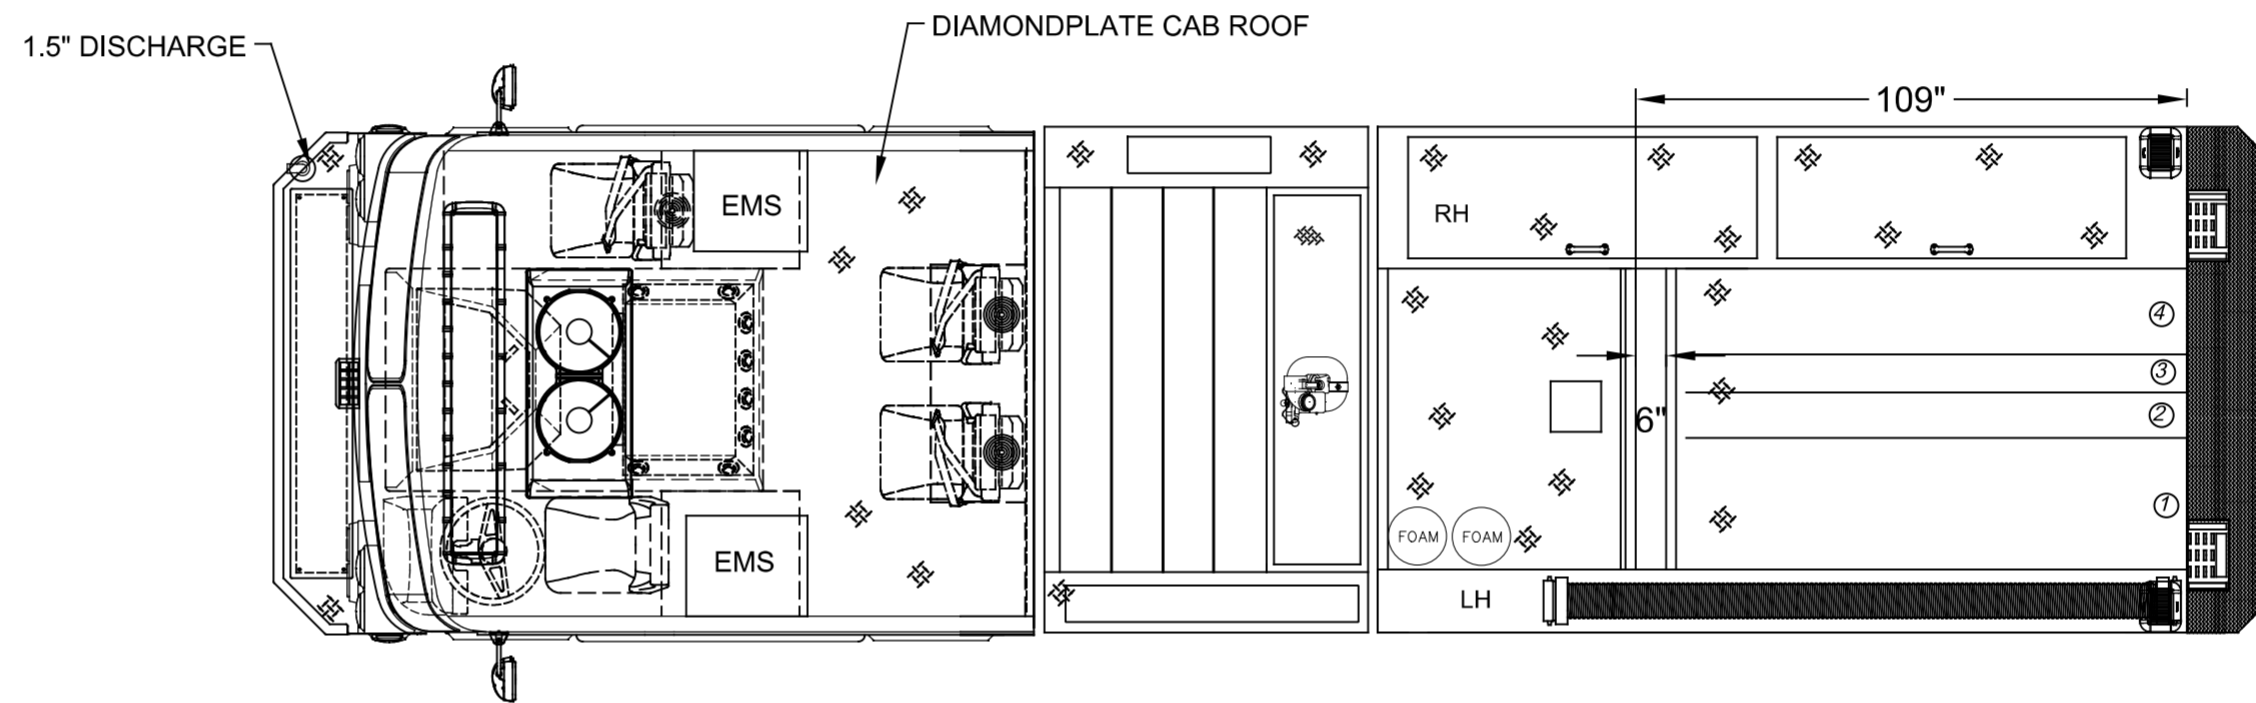 DIAMONDPLATE CAB ROOF
1.5" DISCHARGE
109"
EMS
RH
4
3
2
6"
1
FOAM
FOAM
EMS
LH